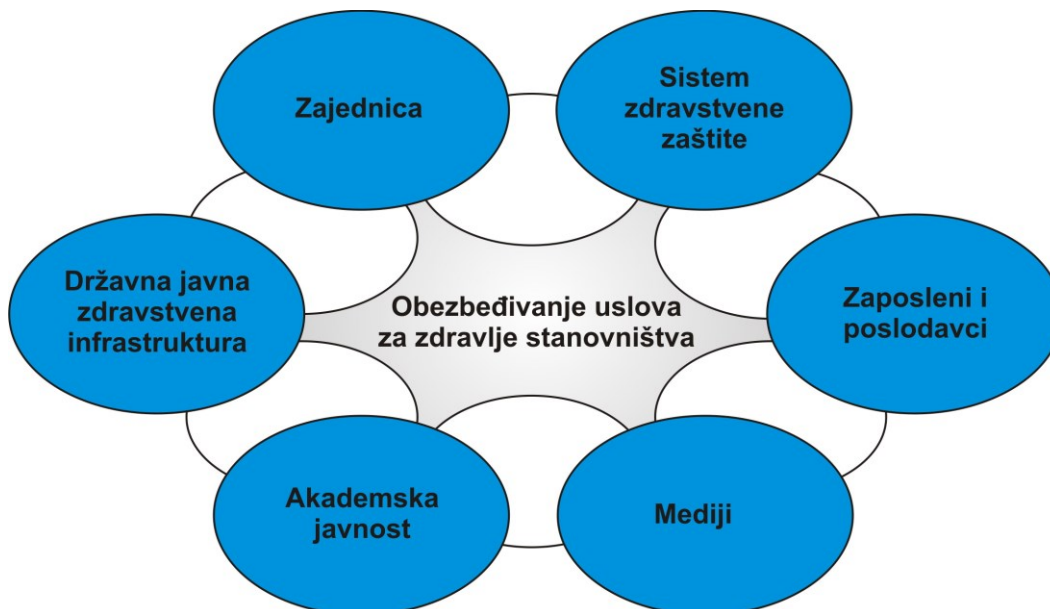 Zajednica
Sistem
zdravstvene
zaštite
Državna javna
zdravstvena
infrastruktura
Obezbeđivanje uslova
za zdravlje stanovništva
Zaposleni i
poslodavci
Akademska
javnost
Mediji